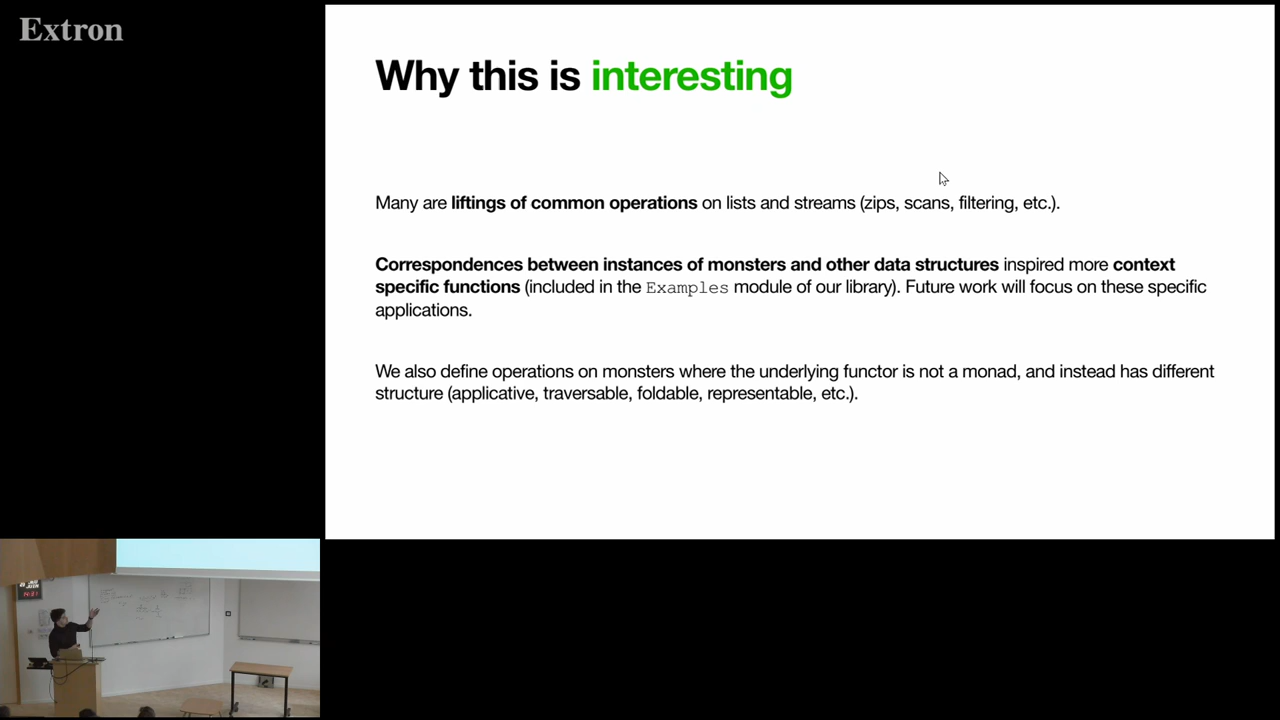 Extron
Why this is interesting
Many are liftings of common operations on lists and streams (zips, scans, filtering, etc.).
Correspondences between instances of monsters and other data structures inspired more context
specific functions (included in the Examples module of our library). Future work will focus on these specific
applications.
We also define operations on monsters where the underlying functor is not a monad, and instead has different
structure (applicative, traversable, foldable, representable, etc.).